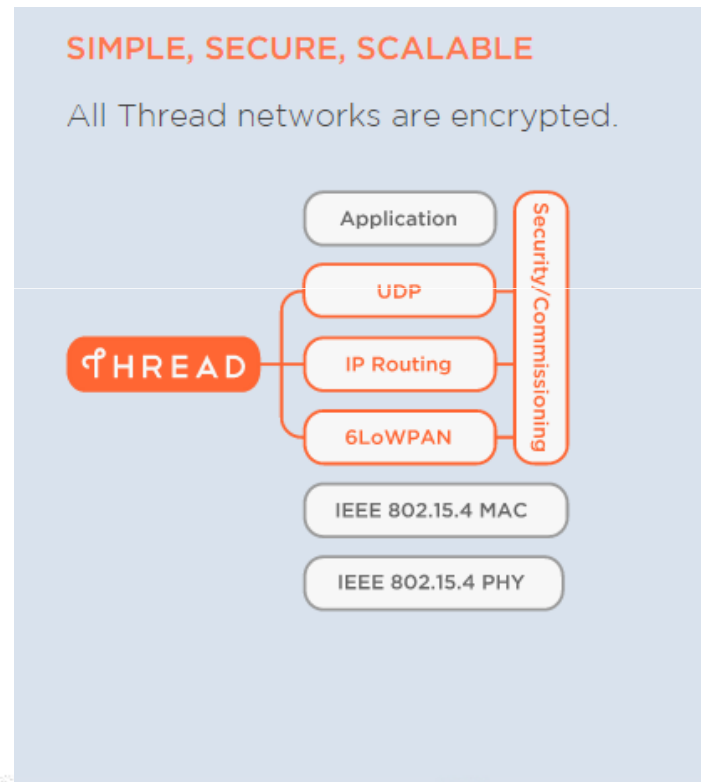 SIMPLE, SECURE, SCALABLE
All Thread networks are encrypted.
Application
UDP
THREAD
IP Routing
6LoWPAN
Security/Commissioning
IEEE 802.15.4 MAC
IEEE 802.15.4 PHY